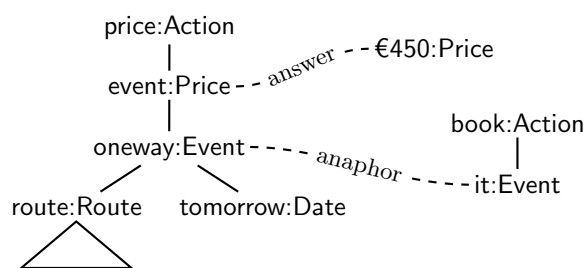 price:Action
event:Price
answer
€450:Price
oneway:Event
anaphor
book:Action
it:Event
route:Route
tomorrow:Date